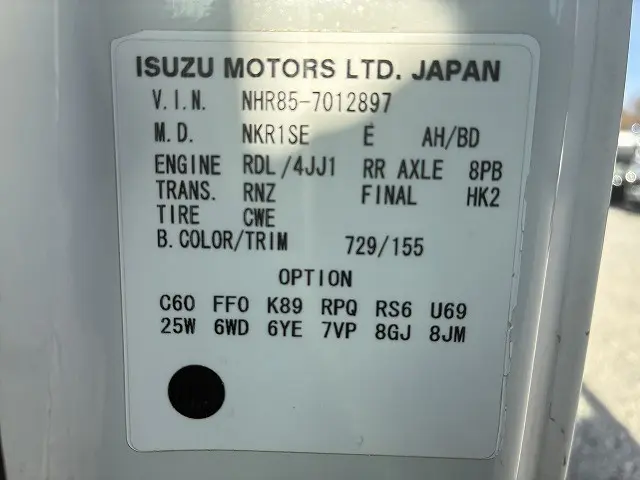 ISUZU MOTORS LTD. JAPAN
V.I.N. NHR85-7012897
M.D. NKR1SE E AH/BD
ENGINE RDL/4JJ1 RR AXLE 8PB
TRANS. RNZ FINAL HK2
TIRE CWE
B.COLOR/TRIM 729/155
OPTION
C60 FF0 K89 RPQ RS6 U69
25W 6WD 6YE 7VP 8GJ 8JM